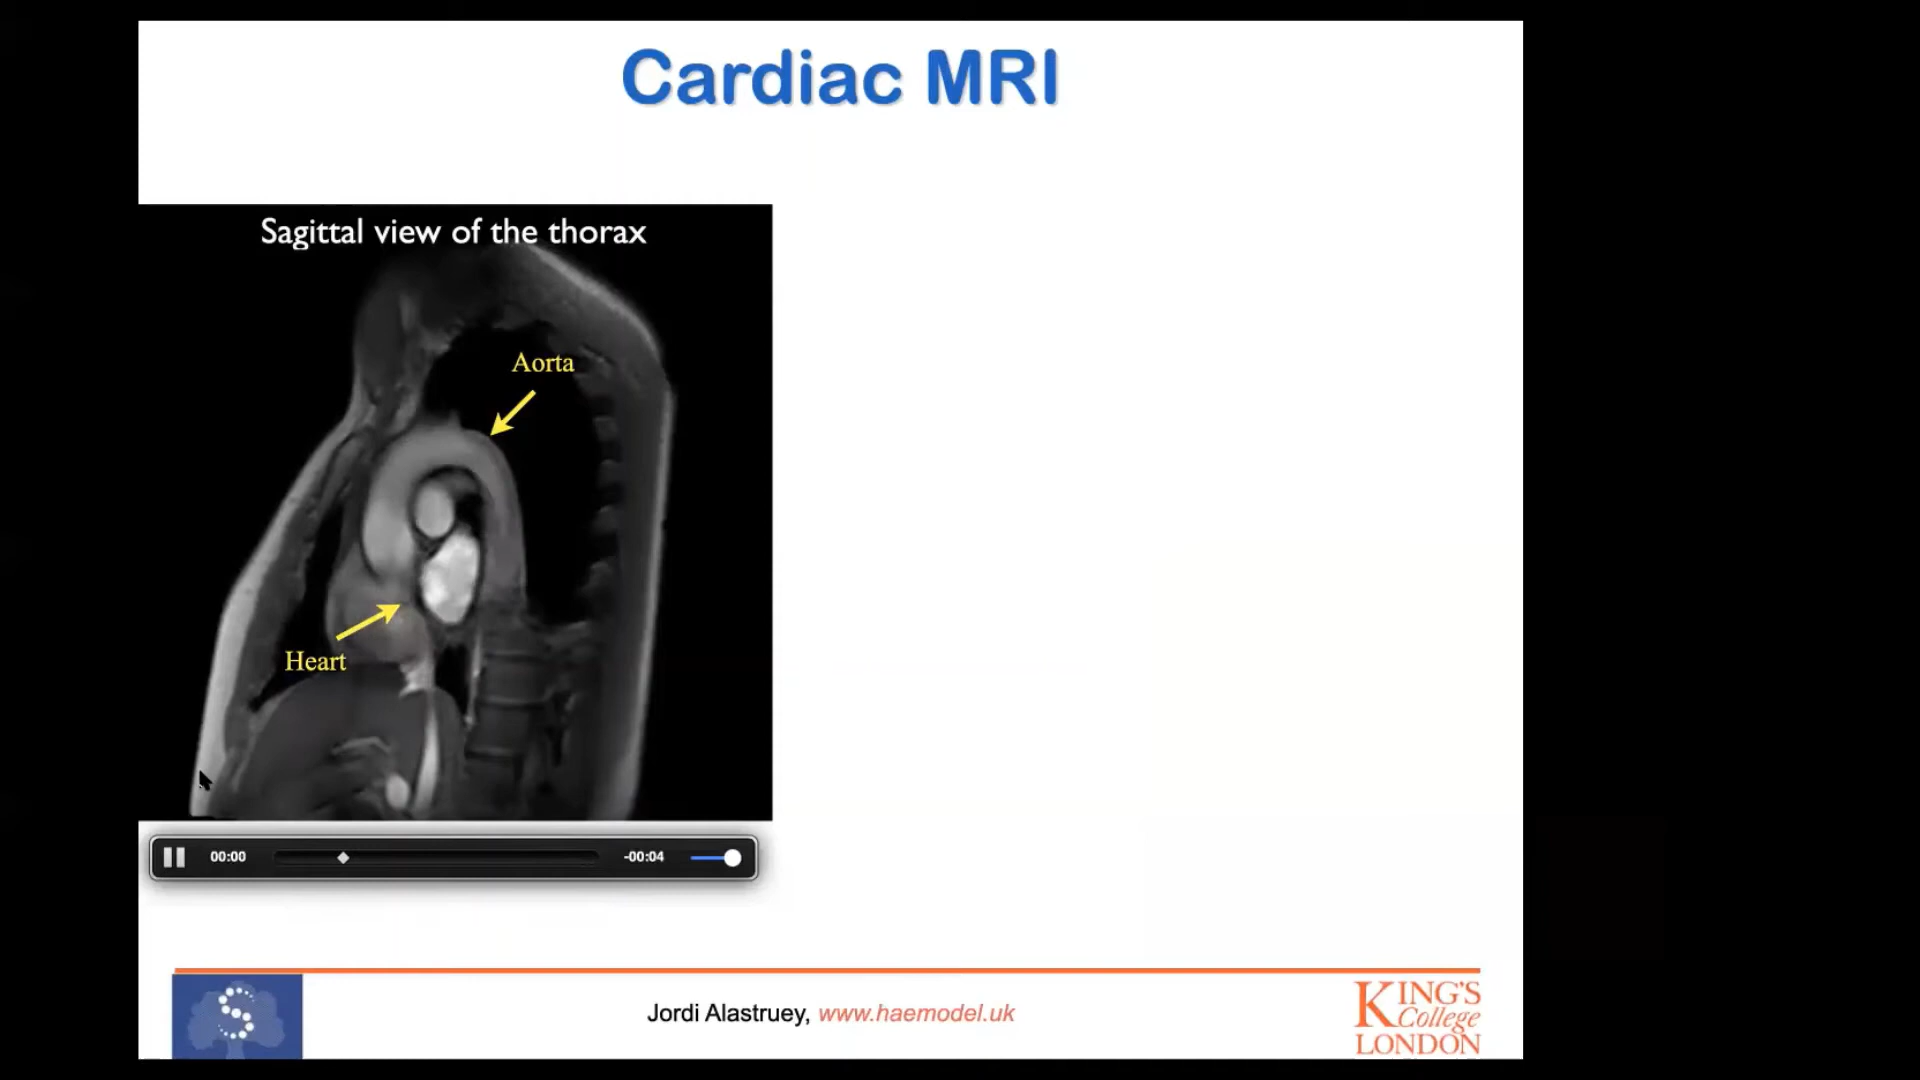 Cardiac MRI
Sagittal view of the thorax
Aorta
Heart
00:00
-00:04
Jordi Alastruey, www.haemodel.uk
KING'S
College
LONDON
S